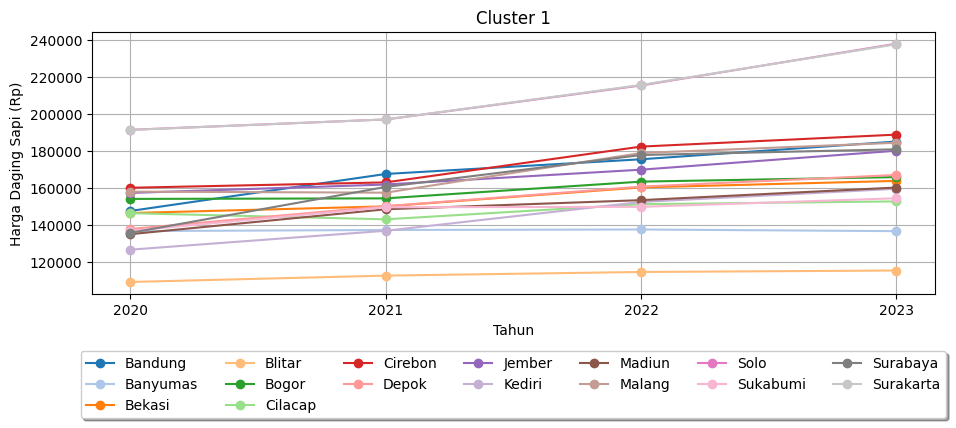 Cluster 1
240000
220000
200000
180000
160000
140000
120000
Harga Daging Sapi (Rp)
2020 2021 2022 2023
Tahun
Bandung Blitar Cirebon Jember Madiun Solo Surabaya
Banyumas Bogor Depok Kediri Malang Sukabumi Surakarta
Bekasi Cilacap